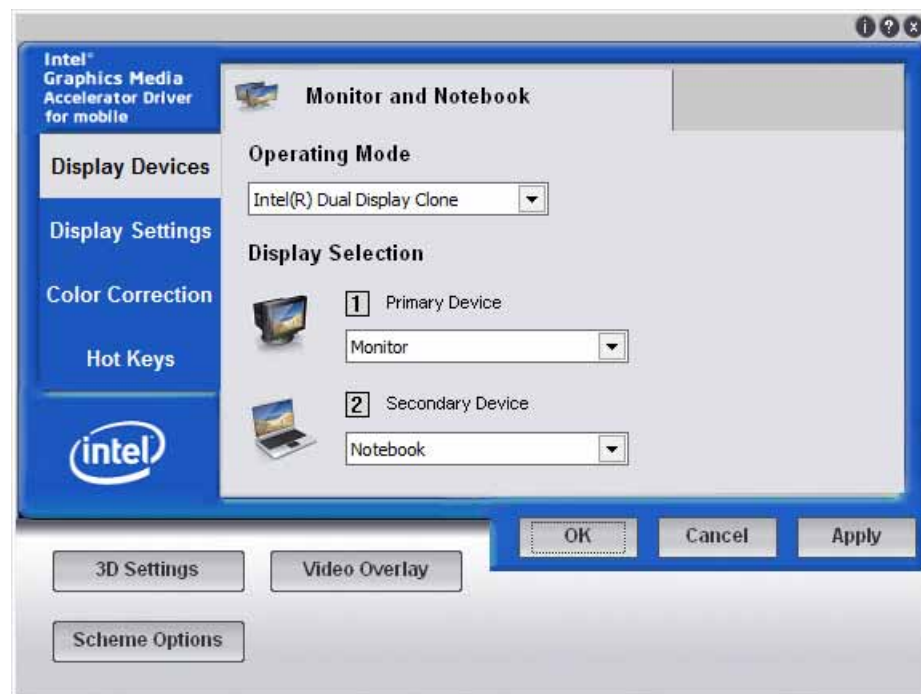 i ? x
Intel®
Graphics Media
Accelerator Driver
for mobile
Monitor and Notebook
Display Devices
Display Settings
Color Correction
Hot Keys
intel
Operating Mode
Intel(R) Dual Display Clone
Display Selection
1 Primary Device
Monitor
2 Secondary Device
Notebook
OK Cancel Apply
3D Settings Video Overlay
Scheme Options